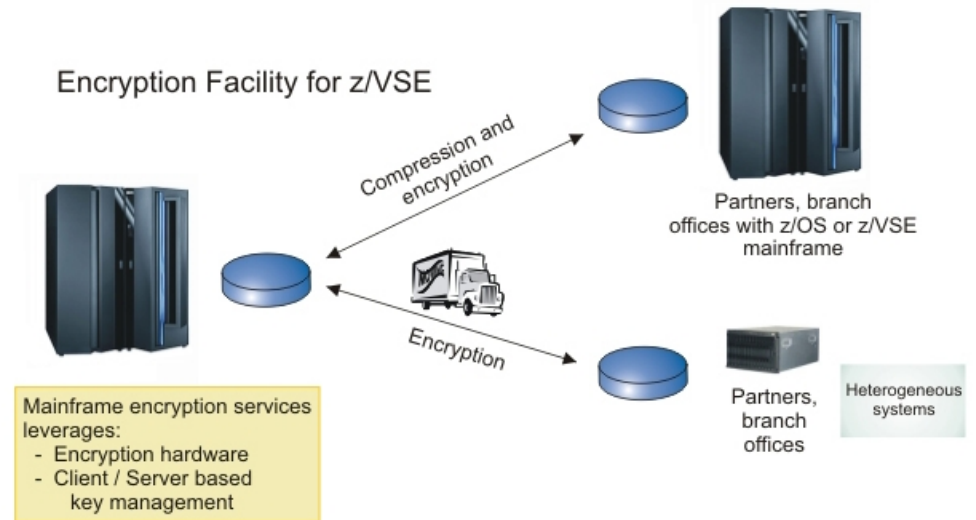 Encryption Facility for z/VSE
Compression and
encryption
Partners, branch
offices with z/OS or z/VSE
mainframe
Encryption
Mainframe encryption services
leverages:
- Encryption hardware
- Client / Server based
key management
Partners,
branch
offices
Heterogeneous
systems